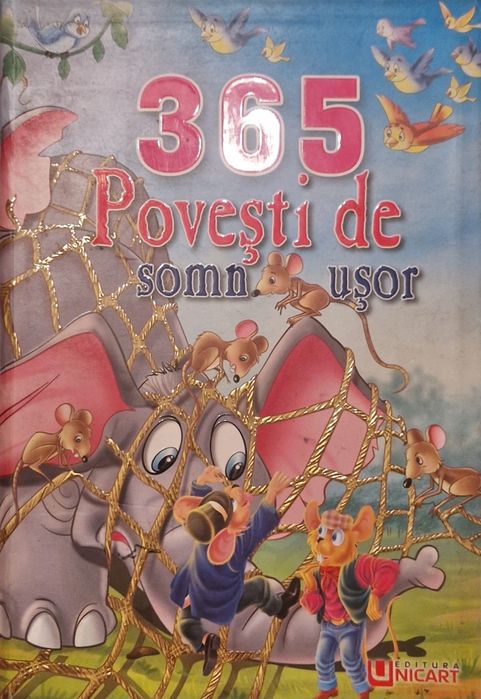 365
Povești de
somn ușor
EDITURA
UNICART